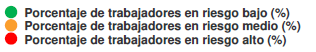 Porcentaje de trabajadores en riesgo bajo (%)
Porcentaje de trabajadores en riesgo medio (%)
Porcentaje de trabajadores en riesgo alto (%)